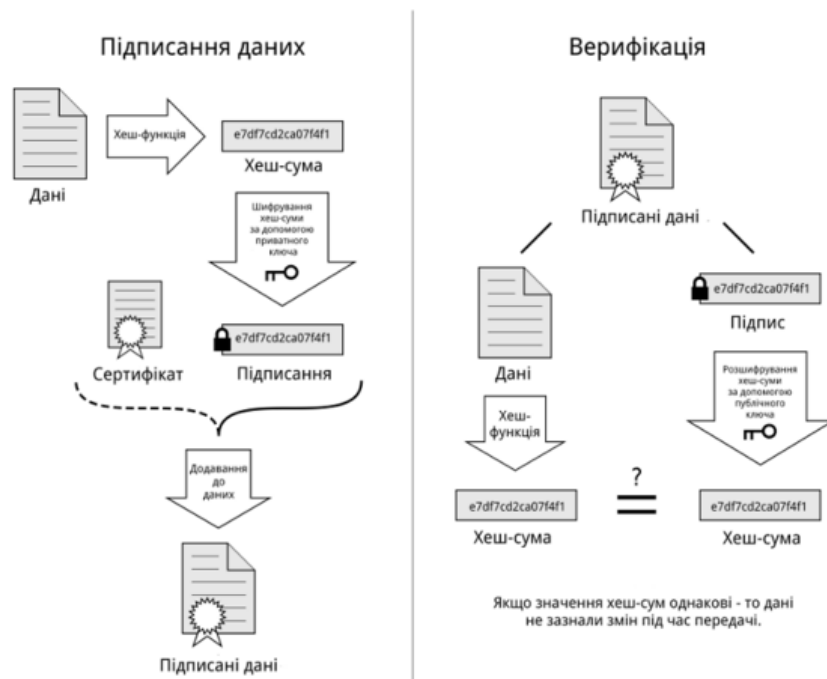 Підписання даних
Дані
Хеш-функція
e7df7cd2ca07f4f1
Хеш-сума
Шифрування
хеш-суми
за допомогою
приватного
ключа
Сертифікат
e7df7cd2ca07f4f1
Підписання
Додавання
до
даних
Підписані дані
Верифікація
Підписані дані
Дані
e7df7cd2ca07f4f1
Підпис
Хеш-
функція
Розшифрування
хеш-суми
за допомогою
публічного
ключа
e7df7cd2ca07f4f1
Хеш-сума
?
=
e7df7cd2ca07f4f1
Хеш-сума
Якщо значення хеш-сум однакові - то дані
не зазнали змін під час передачі.